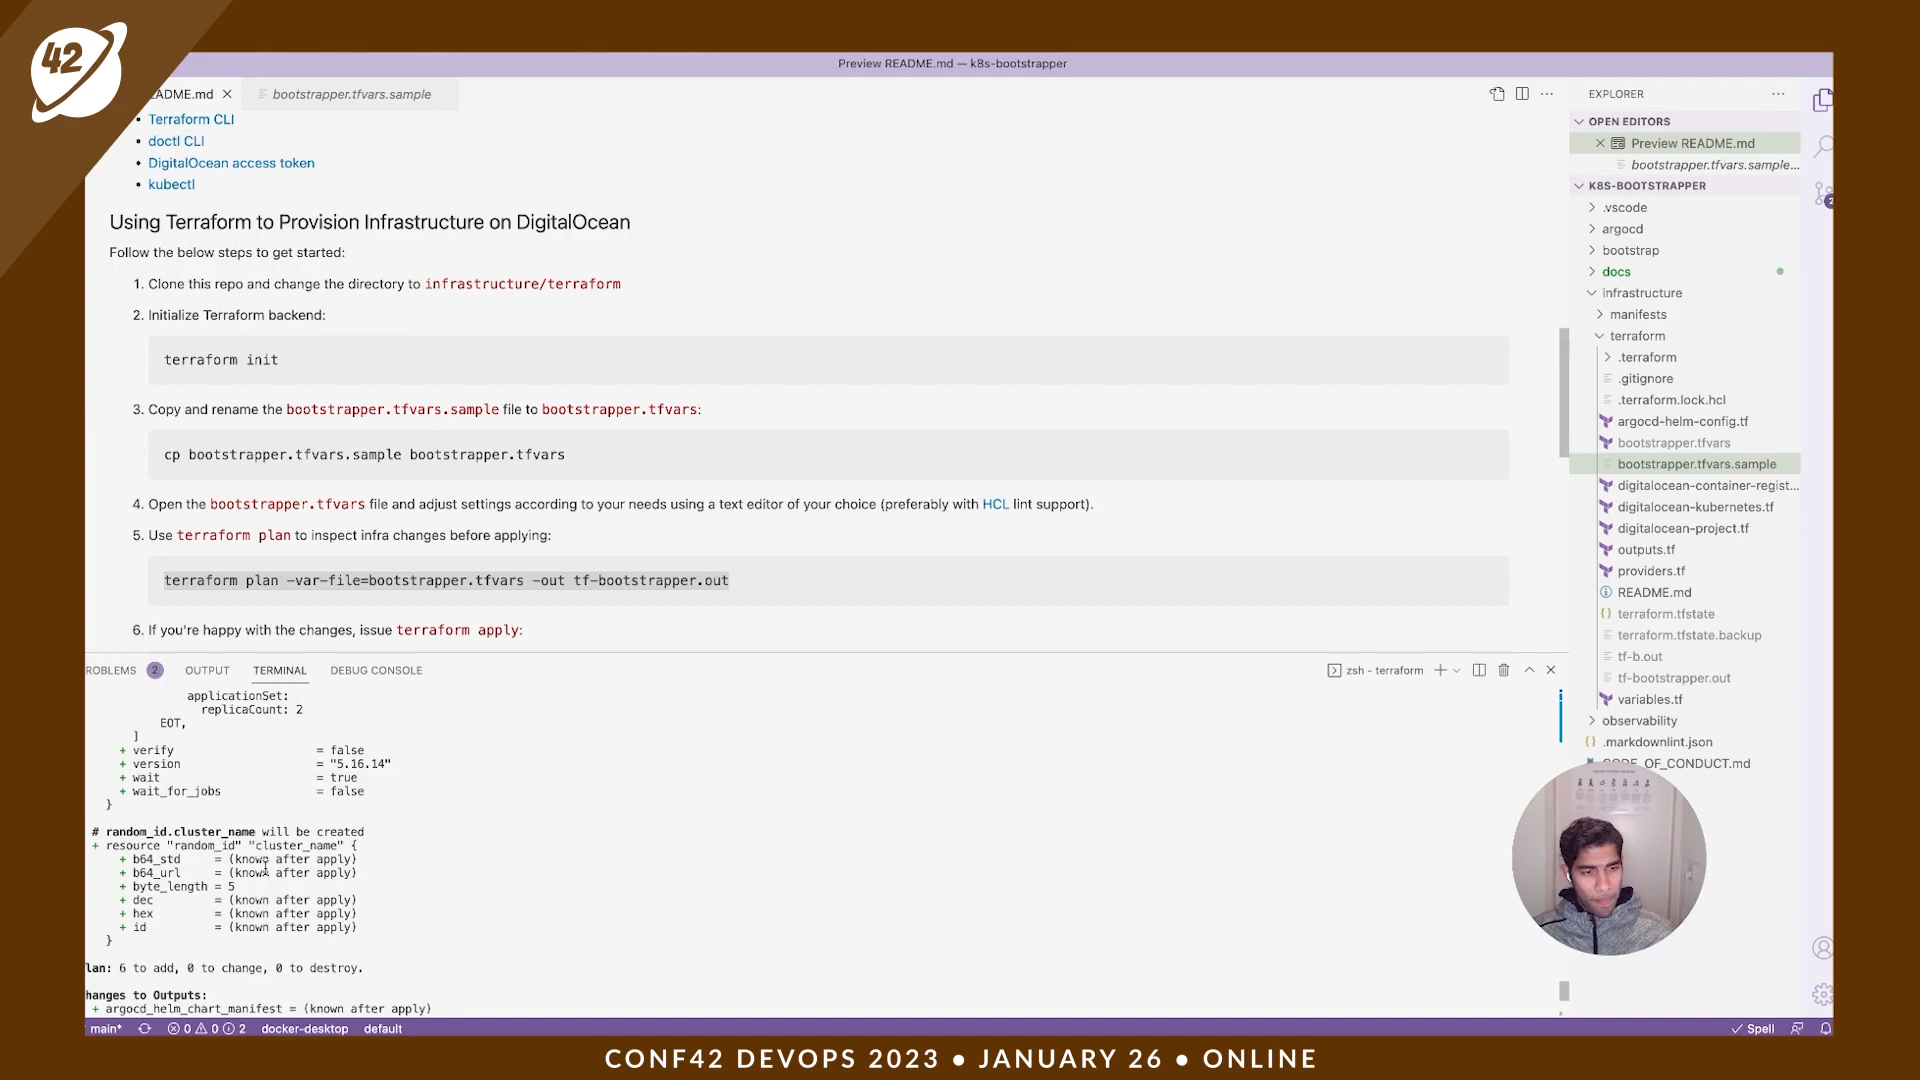 42
Preview README.md — k8s-bootstrapper
ADME.md
bootstrapper.tfvars.sample
• Terraform CLI
• doctl CLI
• DigitalOcean access token
• kubectl
Using Terraform to Provision Infrastructure on DigitalOcean
Follow the below steps to get started:
1. Clone this repo and change the directory to infrastructure/terraform
2. Initialize Terraform backend:
terraform init
3. Copy and rename the bootstrapper.tfvars.sample file to bootstrapper.tfvars:
cp bootstrapper.tfvars.sample bootstrapper.tfvars
4. Open the bootstrapper.tfvars file and adjust settings according to your needs using a text editor of your choice (preferably with HCL lint support).
5. Use terraform plan to inspect infra changes before applying:
terraform plan -var-file=bootstrapper.tfvars -out tf-bootstrapper.out
6. If you're happy with the changes, issue terraform apply:
ROBLEMS 2 OUTPUT TERMINAL DEBUG CONSOLE
zsh - terraform
applicationSet:
replicaCount: 2
EOT,
]
+ verify = false
+ version = "5.16.14"
+ wait = true
+ wait_for_jobs = false
}
# random_id.cluster_name will be created
+ resource "random_id" "cluster_name" {
+ b64_std = (known after apply)
+ b64_url = (known after apply)
+ byte_length = 5
+ dec = (known after apply)
+ hex = (known after apply)
+ id = (known after apply)
}
lan: 6 to add, 0 to change, 0 to destroy.
hanges to Outputs:
+ argocd_helm_chart_manifest = (known after apply)
main* 0 0 2 docker-desktop default
Spell
EXPLORER
OPEN EDITORS
Preview README.md
bootstrapper.tfvars.sample...
K8S-BOOTSTRAPPER
.vscode
argocd
bootstrap
docs
infrastructure
manifests
terraform
.terraform
.gitignore
.terraform.lock.hcl
argocd-helm-config.tf
bootstrapper.tfvars
bootstrapper.tfvars.sample
digitalocean-container-regist...
digitalocean-kubernetes.tf
digitalocean-project.tf
outputs.tf
providers.tf
README.md
terraform.tfstate
terraform.tfstate.backup
tf-b.out
tf-bootstrapper.out
variables.tf
observability
.markdownlint.json
CODE_OF_CONDUCT.md
2
CONF42 DEVOPS 2023 • JANUARY 26 • ONLINE